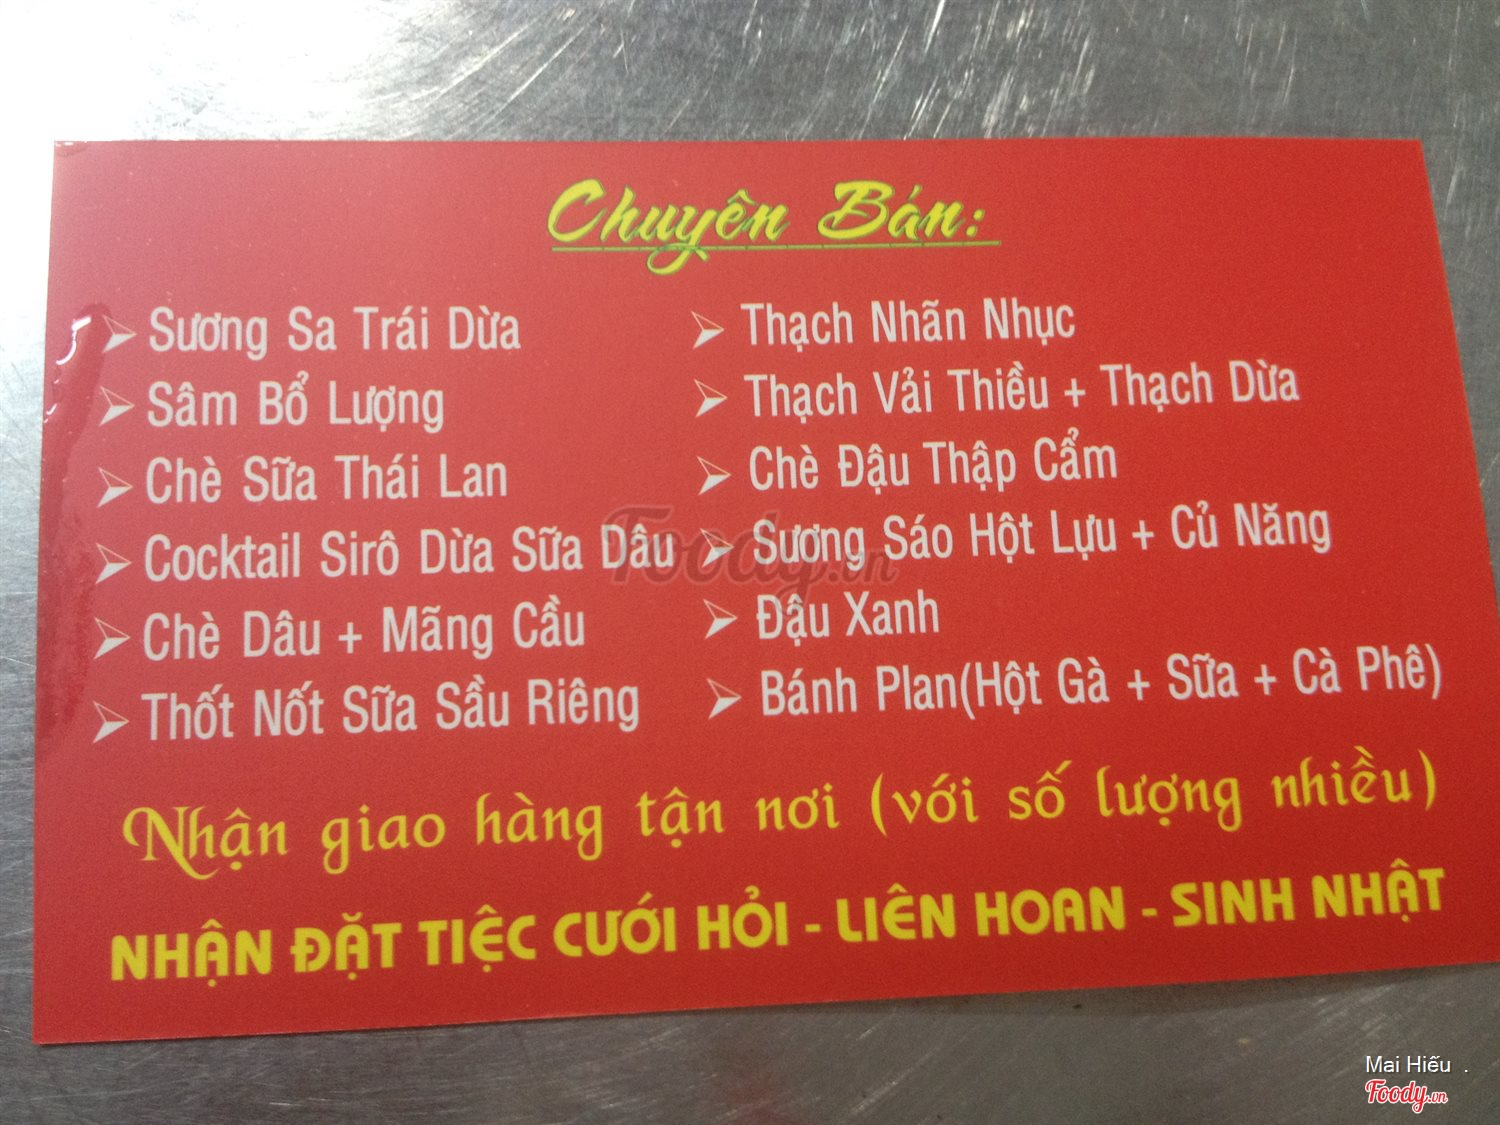 Chuyên Bán:
Sương Sa Trái Dừa
Sâm Bổ Lượng
Chè Sữa Thái Lan
Cocktail Sirô Dừa Sữa Dâu
Chè Dâu + Mãng Cầu
Thốt Nốt Sữa Sầu Riêng
Thạch Nhãn Nhục
Thạch Vải Thiều + Thạch Dừa
Chè Đậu Thập Cẩm
Sương Sáo Hột Lựu + Củ Năng
Đậu Xanh
Bánh Plan(Hột Gà + Sữa + Cà Phê)
Nhận giao hàng tận nơi (với số lượng nhiều)
NHẬN ĐẶT TIỆC CƯỚI HỎI - LIÊN HOAN - SINH NHẬT
Foody.vn
Mai Hiếu .
Foody.vn